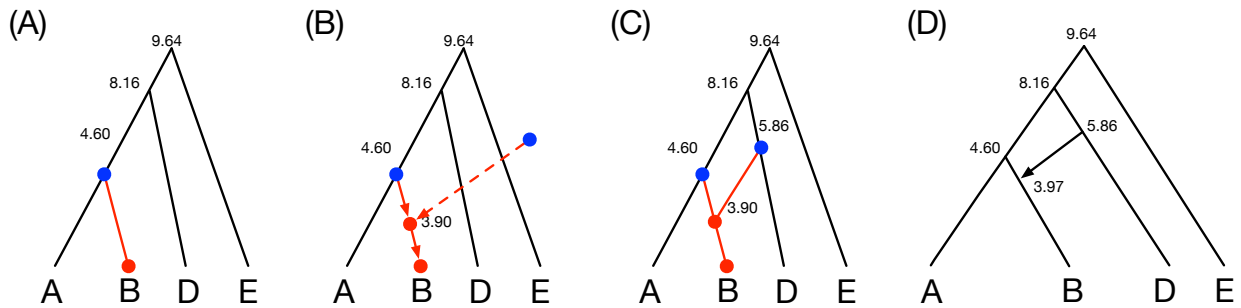 (A) (B) (C) (D)
9.64 9.64 9.64 9.64
8.16 8.16 8.16 8.16
4.60 4.60 5.86 4.60 5.86 4.60
3.90 3.90 3.97
A B D E A B D E A B D E A B D E